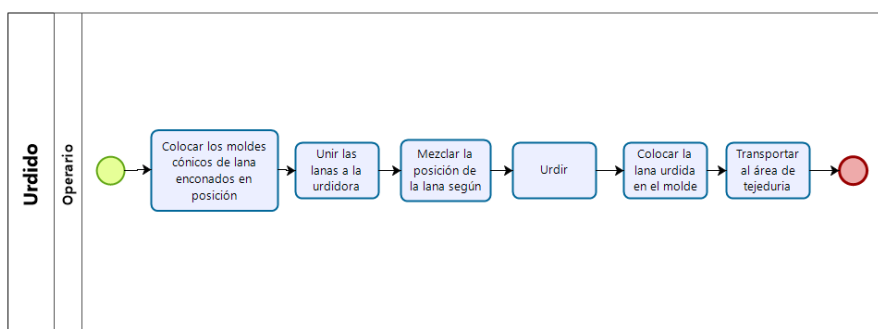 Urdido
Operario
Colocar los moldes
cónicos de lana
enconados en
posición
Unir las
lanas a la
urdidora
Mezclar la
posición de
la lana según
Urdir
Colocar la
lana urdida
en el molde
Transportar
al área de
tejeduria